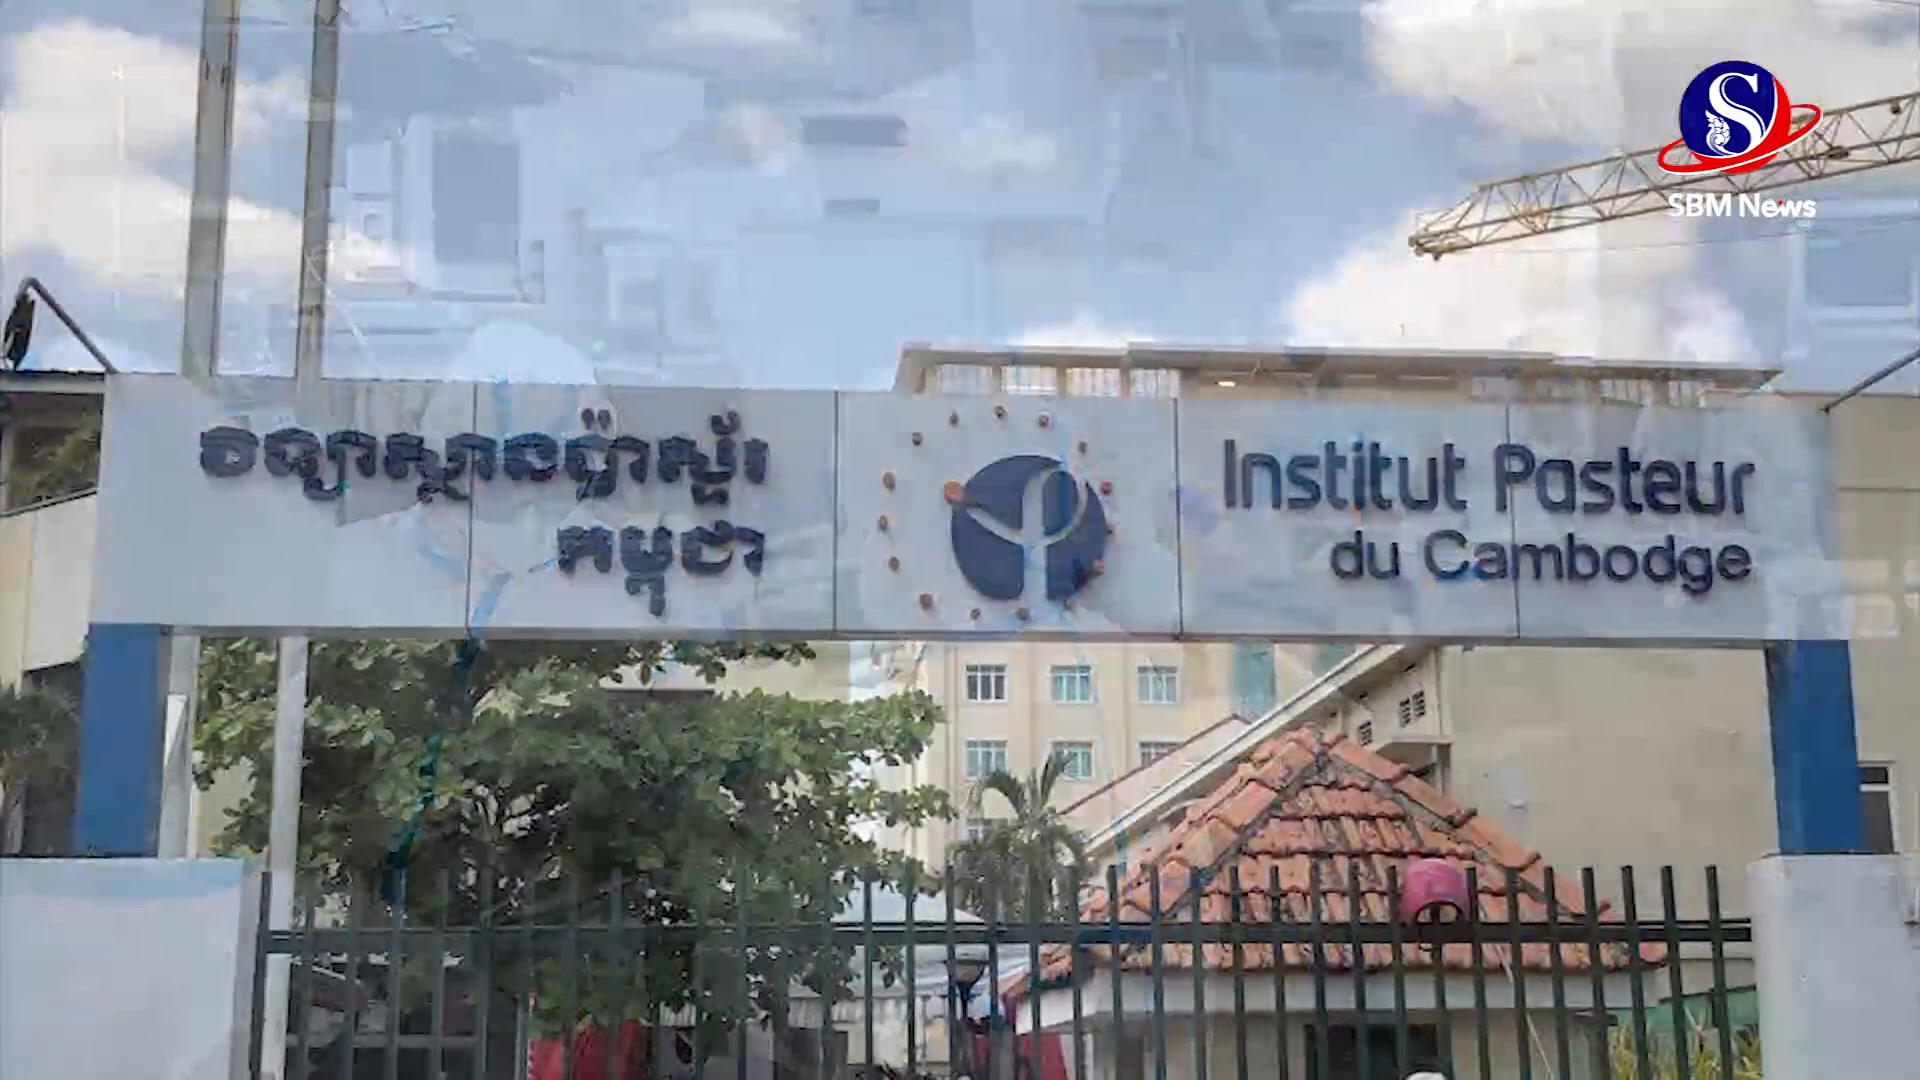 វិទ្យាស្ថានប៉ាស្ទ័រ
កម្ពុជា
Institut Pasteur
du Cambodge
SBM News